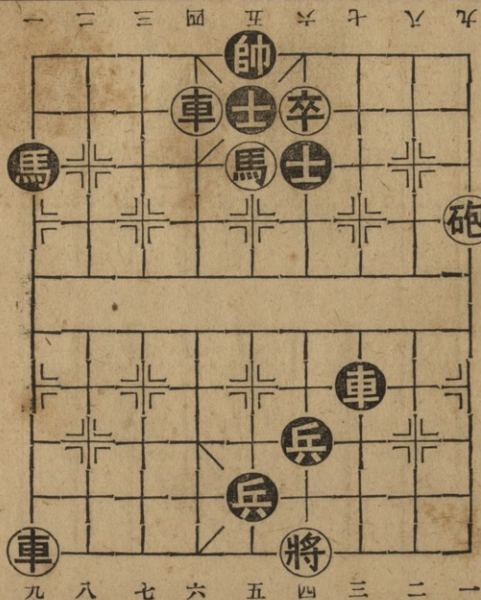 一 二 三 四 五 六 七 八 九
帥
車 士 卒
馬 馬 士
砲
車
兵
兵
車 將
九 八 七 六 五 四 三 二 一